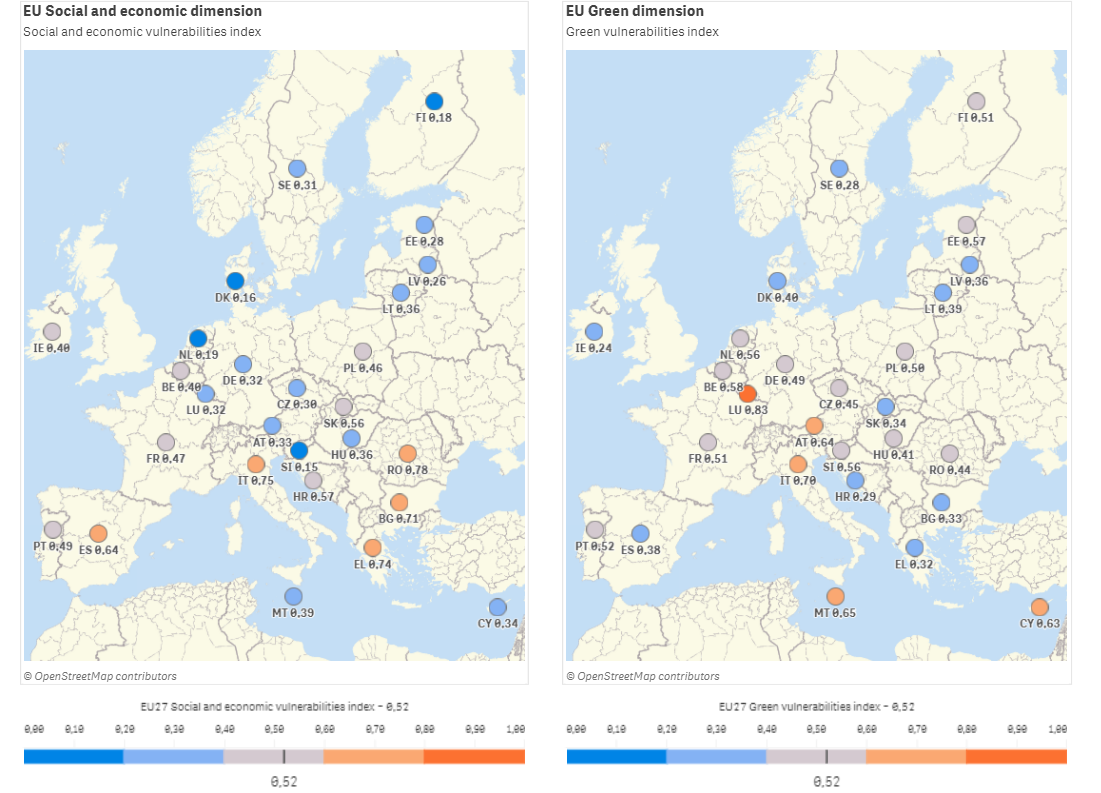 EU Social and economic dimension
Social and economic vulnerabilities index
FI 0,18
SE 0,31
EE 0,28
LV 0,26
DK 0,16
LT 0,36
IE 0,40
NL 0,19
PL 0,46
DE 0,32
BE 0,40
CZ 0,30
LU 0,32
SK 0,56
AT 0,33
HU 0,36
FR 0,47
SI 0,15
RO 0,78
IT 0,75
HR 0,57
BG 0,71
PT 0,49
ES 0,64
EL 0,74
MT 0,39
CY 0,34
© OpenStreetMap contributors
EU27 Social and economic vulnerabilities index - 0,52
0,00 0,10 0,20 0,30 0,40 0,50 0,60 0,70 0,80 0,90 1,00
0,52
EU Green dimension
Green vulnerabilities index
FI 0,51
SE 0,28
EE 0,57
LV 0,36
DK 0,40
LT 0,39
IE 0,24
NL 0,56
PL 0,50
DE 0,49
BE 0,58
CZ 0,45
LU 0,83
SK 0,34
AT 0,64
HU 0,41
FR 0,51
SI 0,56
RO 0,44
IT 0,70
HR 0,29
BG 0,33
PT 0,52
ES 0,38
EL 0,32
MT 0,65
CY 0,63
© OpenStreetMap contributors
EU27 Green vulnerabilities index - 0,52
0,00 0,10 0,20 0,30 0,40 0,50 0,60 0,70 0,80 0,90 1,00
0,52